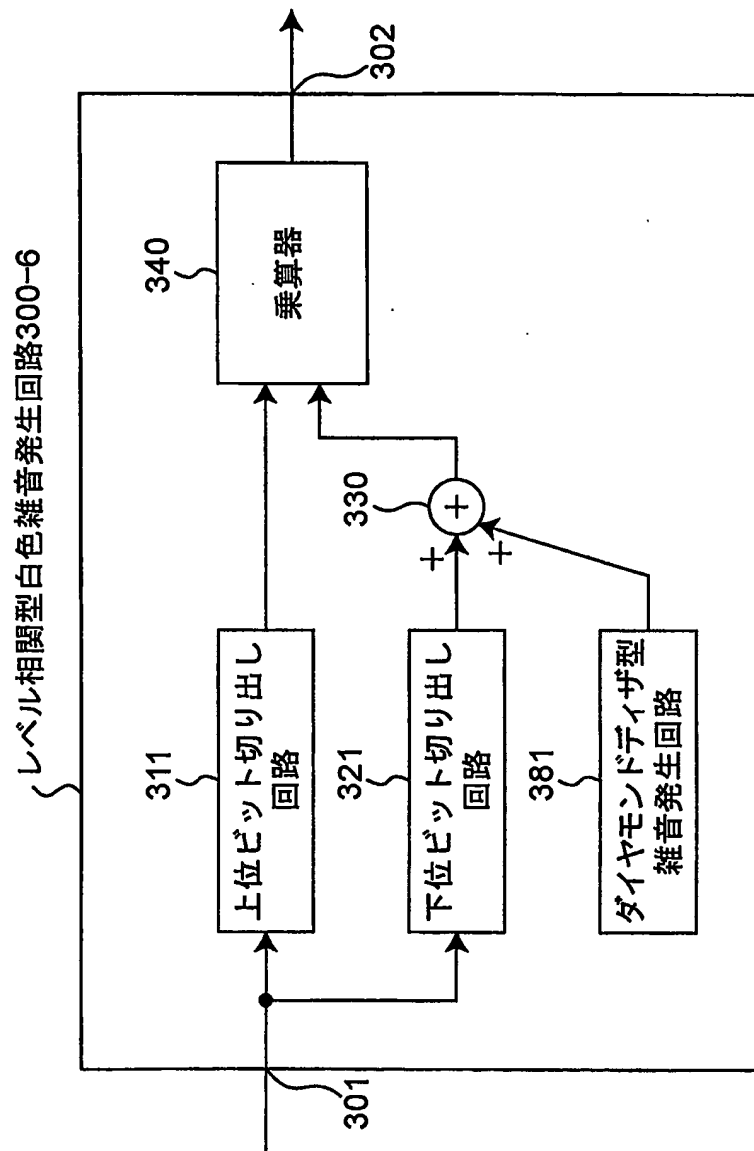 レベル相関型白色雑音発生回路300-6
301
311
上位ビット切り出し
回路
321
下位ビット切り出し
回路
381
ダイヤモンドディザ型
雑音発生回路
330
+
+
+
340
乗算器
302